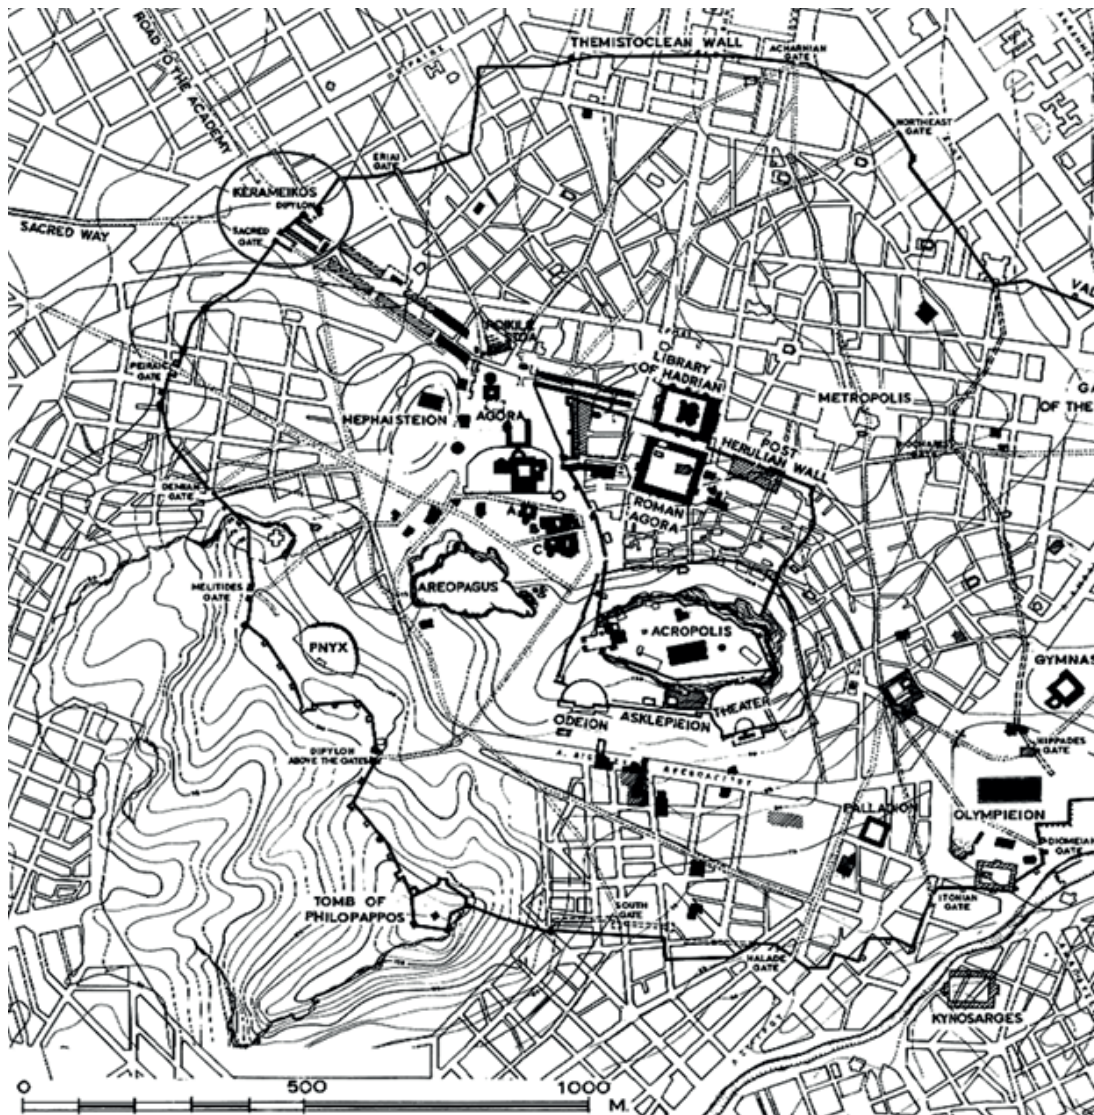 ROAD TO THE ACADEMY
THEMISTOCLEAN WALL
ACHARNIAN
GATE
NORTHEAST
GATE
ERIAI
GATE
KERAMEIKOS
DIPYLON
SACRED WAY
SACRED
GATE
POIKILE
STOA
LIBRARY
OF HADRIAN
PEIRAIC
GATE
METROPOLIS
OF THE
HEPHAISTEION
AGORA
POST
HERULIAN WALL
DEMIAN
GATE
ROMAN
AGORA
A
B
C
AREOPAGUS
MELITIDES
GATE
ACROPOLIS
PNYX
GYMNAS
ODEION
ASKLEPIEION
THEATER
HIPPADES
GATE
DIPYLON
ABOVE THE GATES
PALLADION
OLYMPIEION
DIOMEIAN
GATE
TOMB OF
PHILOPAPPOS
SOUTH
GATE
ITONIAN
GATE
HALADE
GATE
KYNOSARGES
0 500 1000
M.